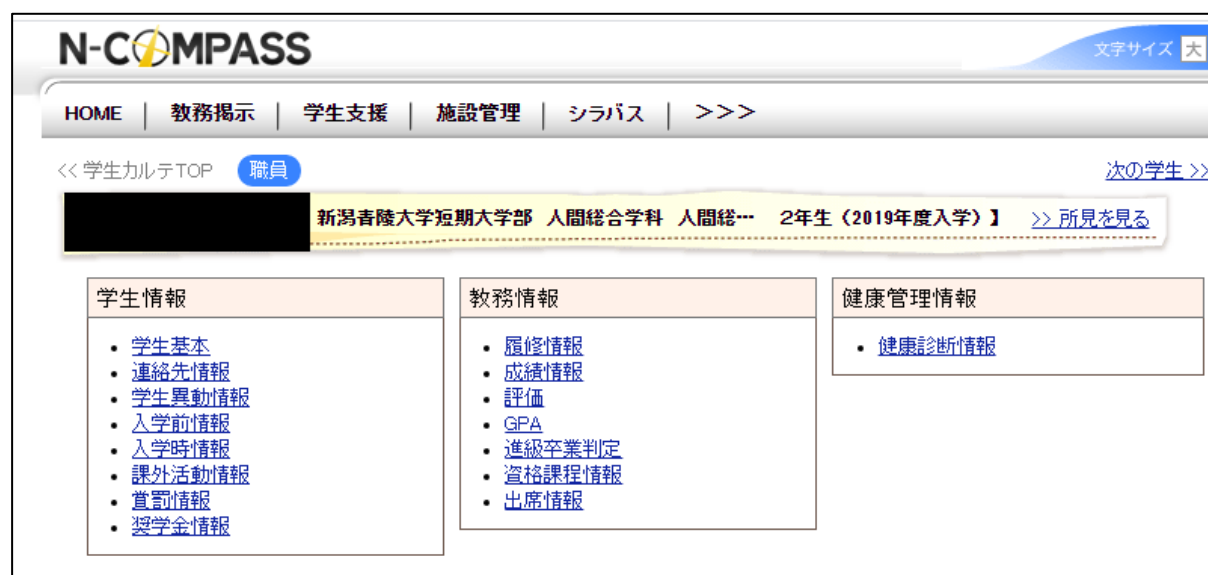 N-COMPASS
文字サイズ 大
HOME | 教務掲示 | 学生支援 | 施設管理 | シラバス | >>>
<< 学生カルテTOP 職員 次の学生 >>
新潟青陵大学短期大学部 人間総合学科 人間総… 2年生（2019年度入学）】 >> 所見を見る
学生情報
・学生基本
・連絡先情報
・学生異動情報
・入学前情報
・入学時情報
・課外活動情報
・賞罰情報
・奨学金情報
教務情報
・履修情報
・成績情報
・評価
・GPA
・進級卒業判定
・資格課程情報
・出席情報
健康管理情報
・健康診断情報